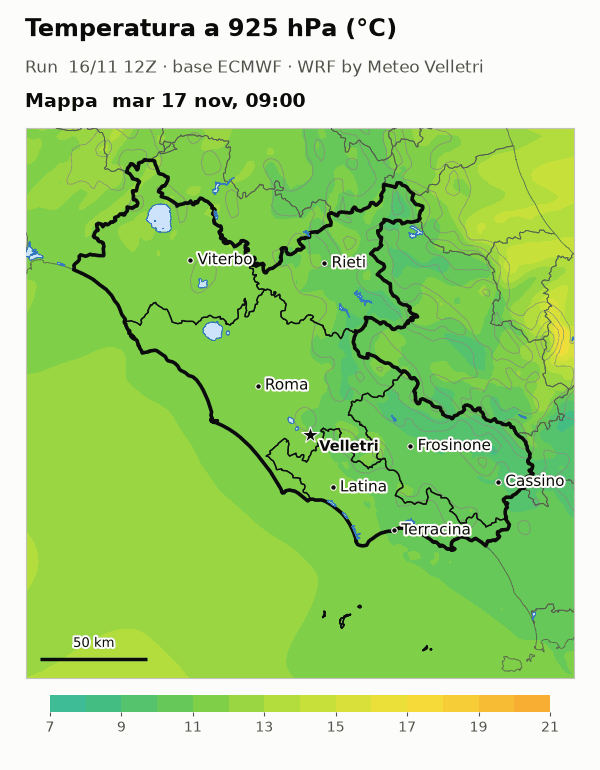 Temperatura a 925 hPa (°C)
Run  16/11 12Z · base ECMWF · WRF by Meteo Velletri
Mappa  mar 17 nov, 09:00
Viterbo
Rieti
Roma
Velletri
Frosinone
Cassino
Latina
Terracina
50 km
7 9 11 13 15 17 19 21